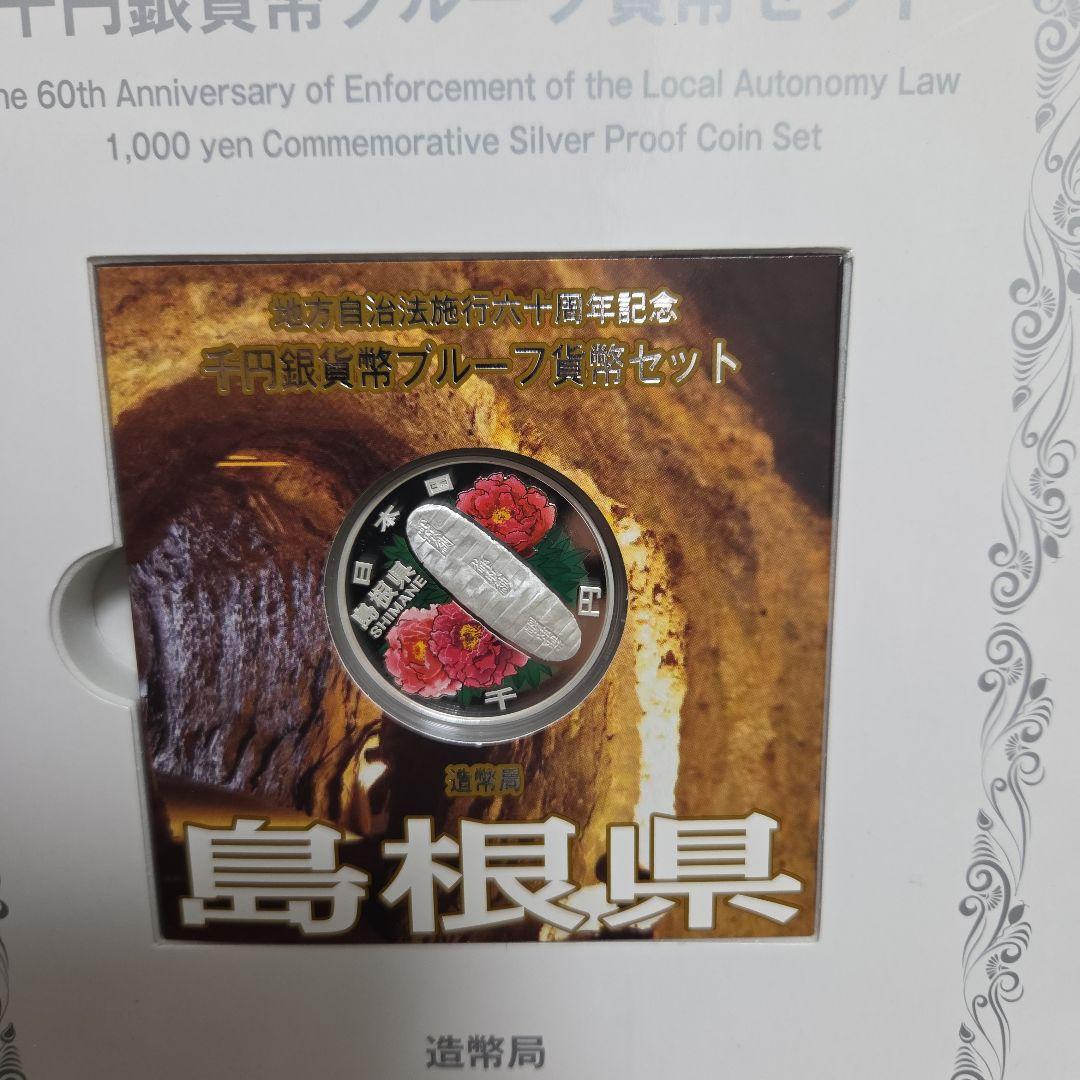 千円銀貨幣プルーフ貨幣セット
he 60th Anniversary of Enforcement of the Local Autonomy Law
1,000 yen Commemorative Silver Proof Coin Set
地方自治法施行六十周年記念
千円銀貨幣プルーフ貨幣セット
日本国
島根県
SHIMANE
千円
造幣局
島根県
造幣局